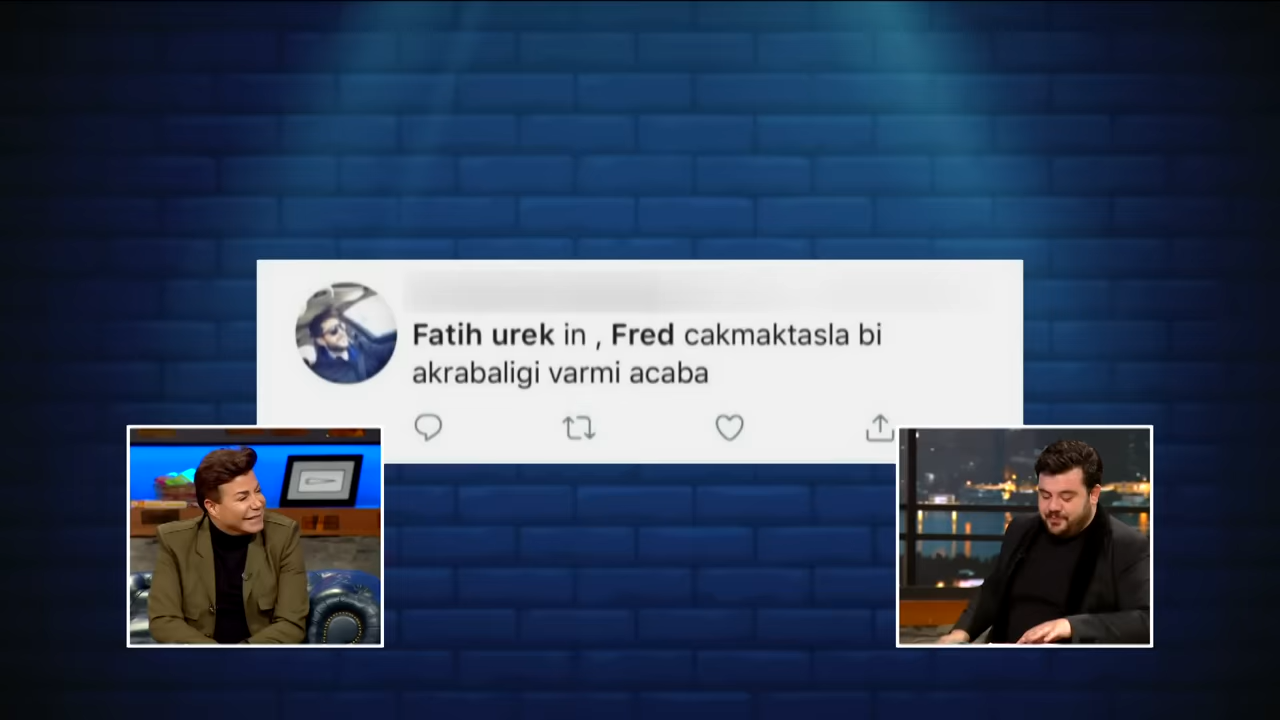 Fatih urek in , Fred cakmaktasla bi
akrabaligi varmi acaba